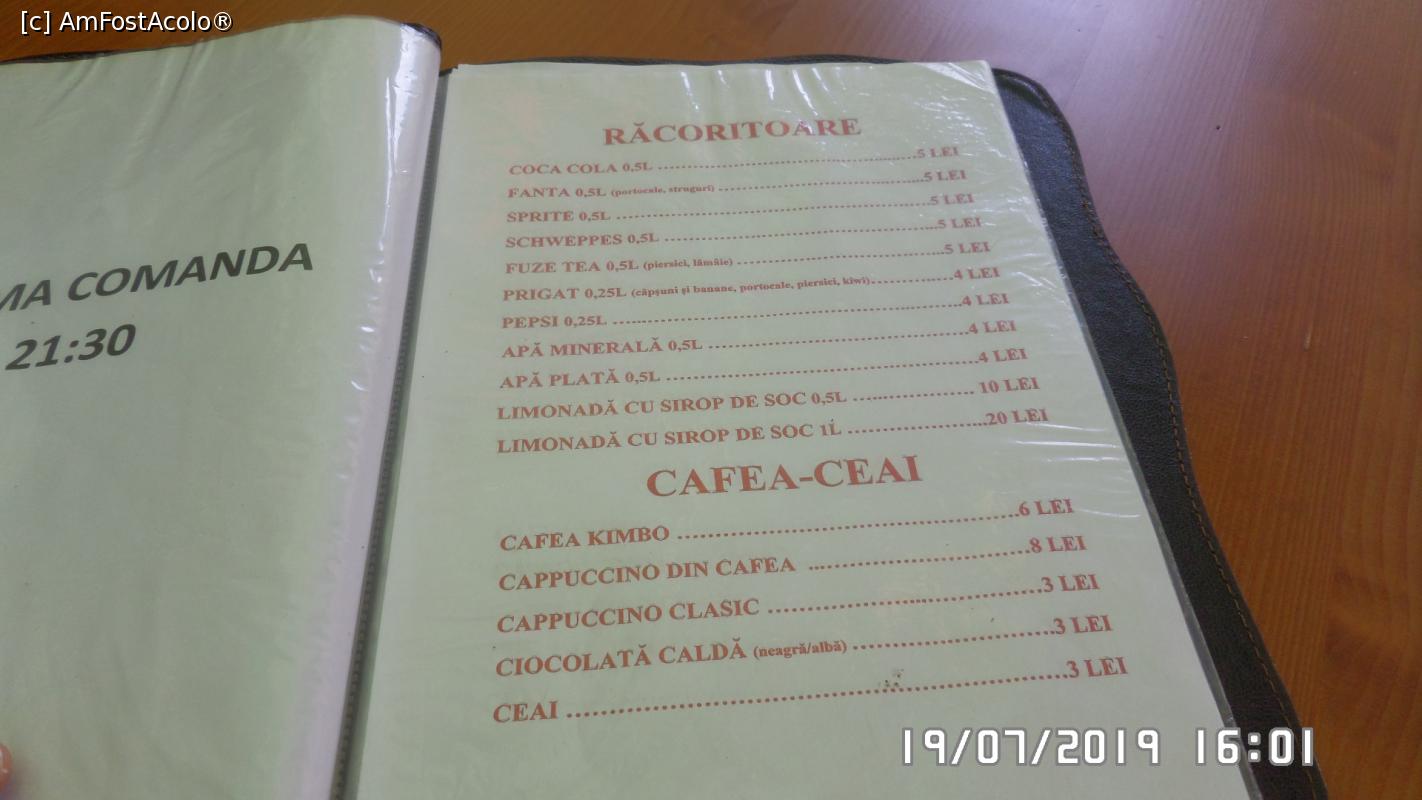 [c] AmFostAcolo®
COMANDA
21:30
RĂCORITOARE
COCA COLA 0,5L ........ 5 LEI
FANTA 0,5L (portocale, struguri) ........ 5 LEI
SPRITE 0,5L ........ 5 LEI
SCHWEPPES 0,5L ........ 5 LEI
FUZE TEA 0,5L (piersici, lămâie) ........ 5 LEI
PRIGAT 0,25L (căpșuni și banane, portocale, piersici, kiwi) ........ 4 LEI
PEPSI 0,25L ........ 4 LEI
APĂ MINERALĂ 0,5L ........ 4 LEI
APĂ PLATĂ 0,5L ........ 4 LEI
LIMONADĂ CU SIROP DE SOC 0,5L ........ 10 LEI
LIMONADĂ CU SIROP DE SOC 1L ........ 20 LEI
CAFEA-CEAI
CAFEA KIMBO ........ 6 LEI
CAPPUCCINO DIN CAFEA ........ 8 LEI
CAPPUCCINO CLASIC ........ 3 LEI
CIOCOLATĂ CALDĂ (neagră/albă) ........ 3 LEI
CEAI ........ 3 LEI
19/07/2019 16:01